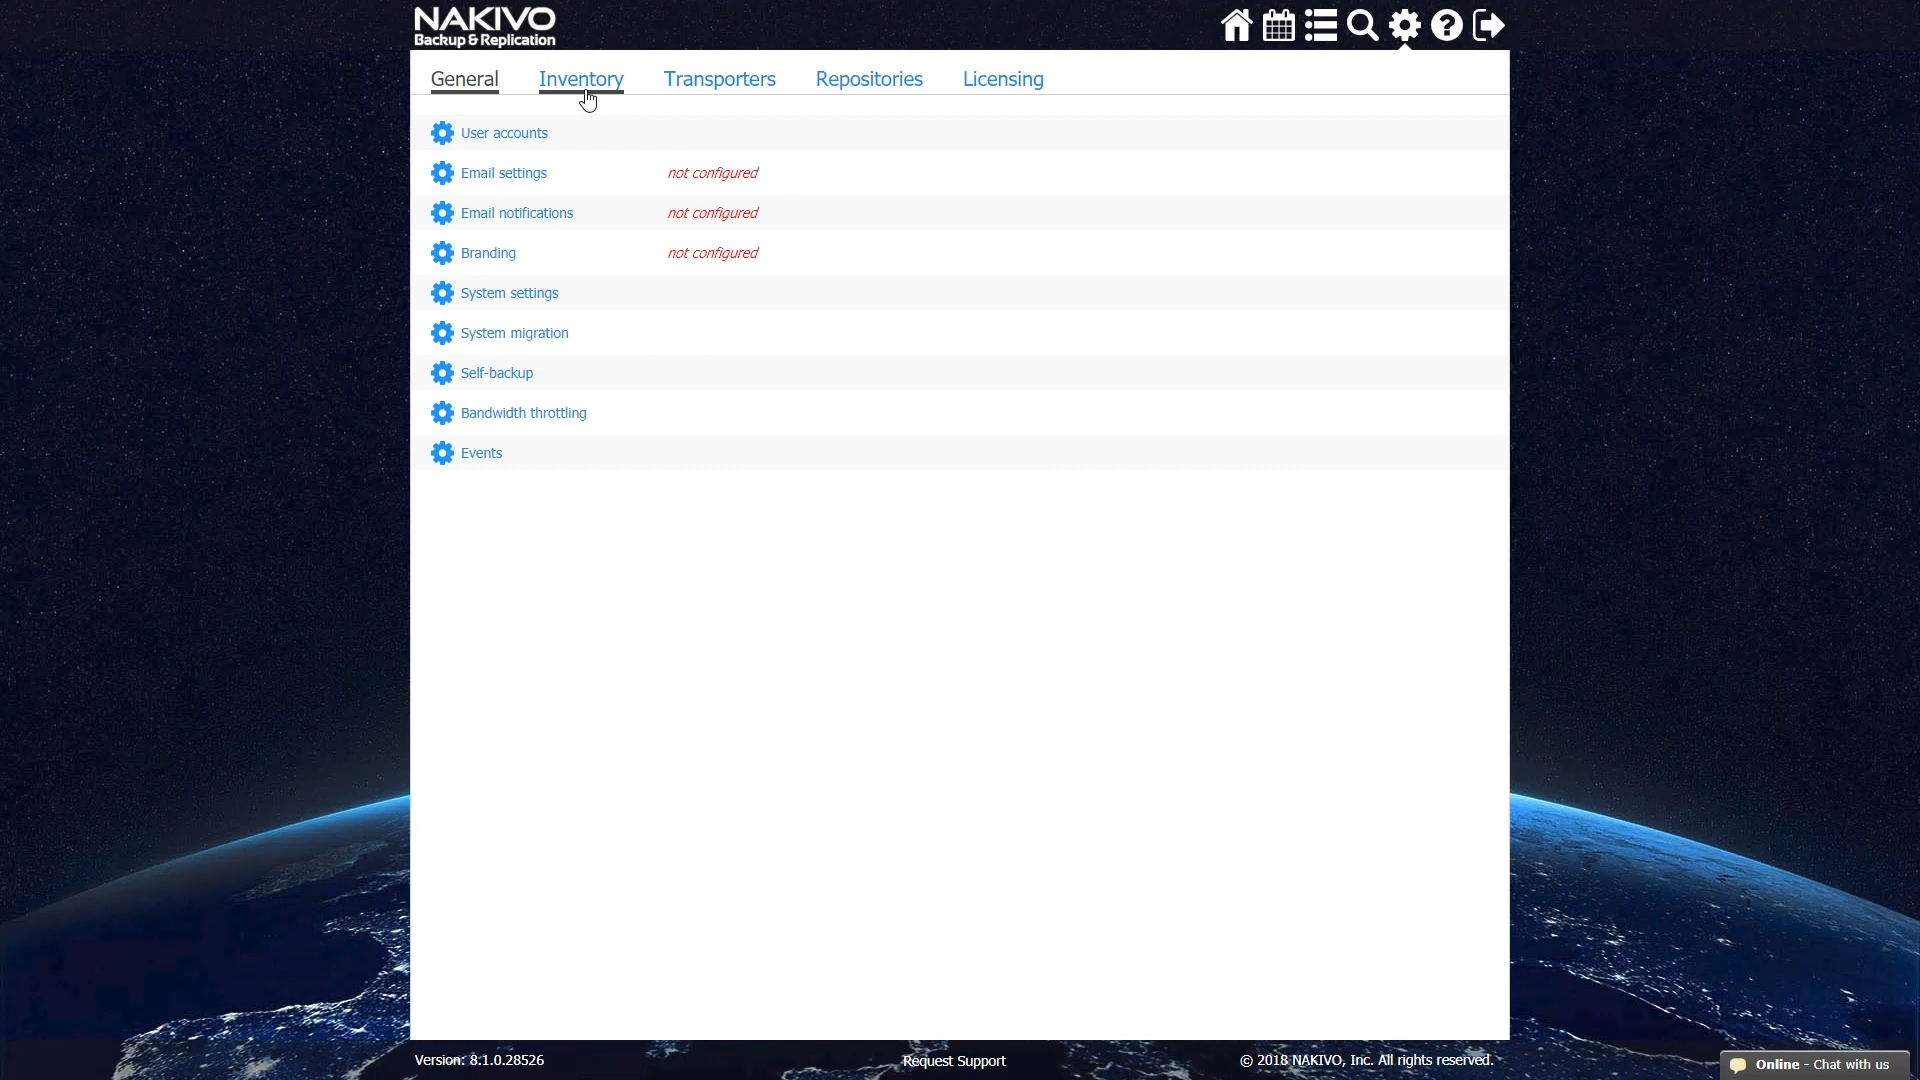 NAKIVO
Backup & Replication
General Inventory Transporters Repositories Licensing
User accounts
Email settings not configured
Email notifications not configured
Branding not configured
System settings
System migration
Self-backup
Bandwidth throttling
Events
Version: 8.1.0.28526 Request Support © 2018 NAKIVO, Inc. All rights reserved.
Online - Chat with us